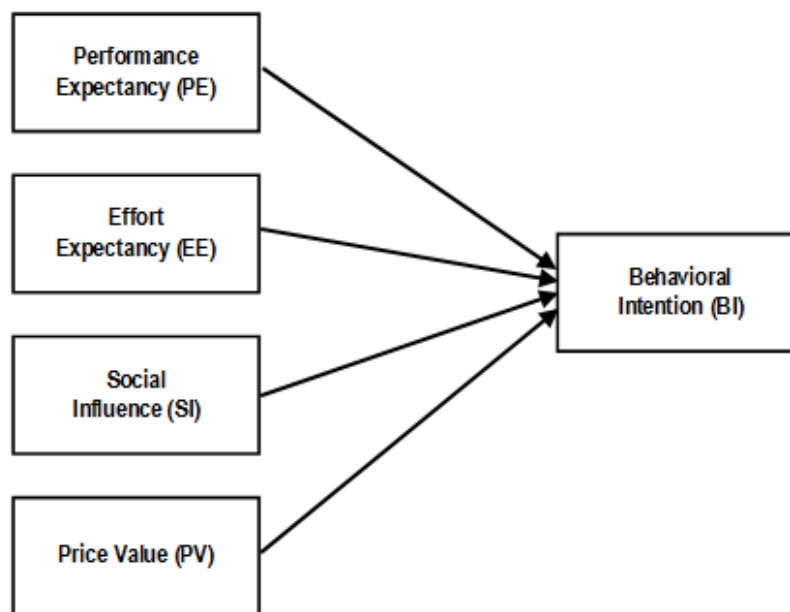 Performance
Expectancy (PE)
Effort
Expectancy (EE)
Social
Influence (SI)
Price Value (PV)
Behavioral
Intention (BI)